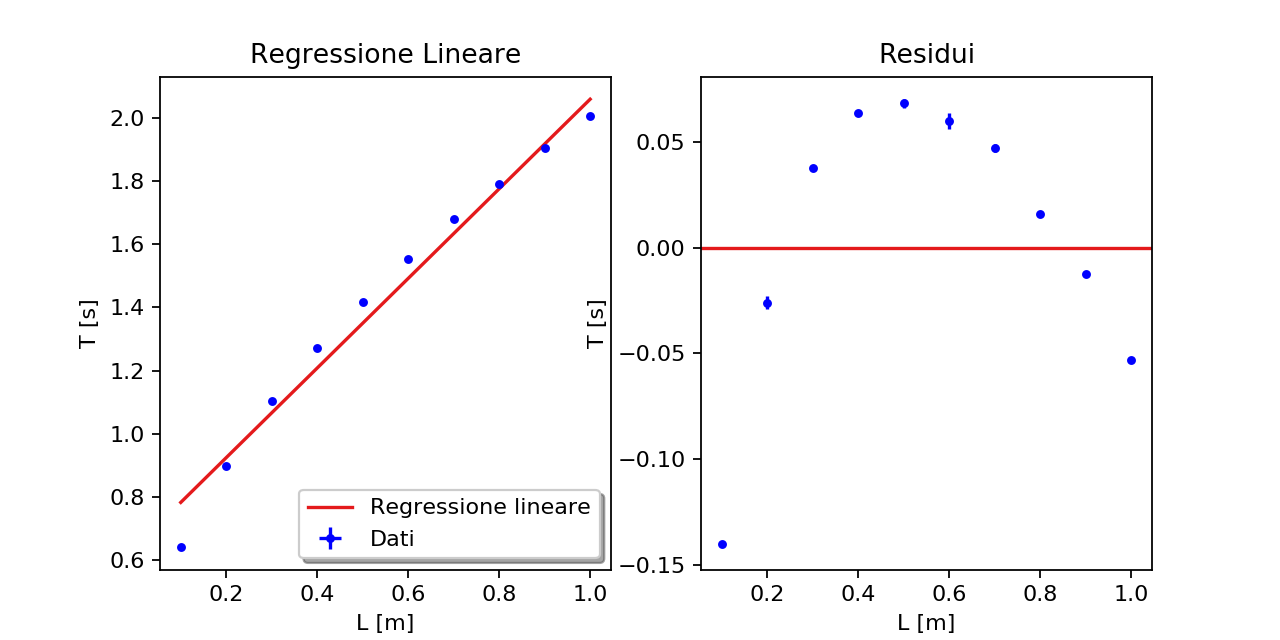 Regressione Lineare
T [s]
2.0
1.8
1.6
1.4
1.2
1.0
0.8
0.6
Regressione lineare
Dati
0.2
0.4
0.6
0.8
1.0
L [m]
Residui
T [s]
0.05
0.00
−0.05
−0.10
−0.15
0.2
0.4
0.6
0.8
1.0
L [m]